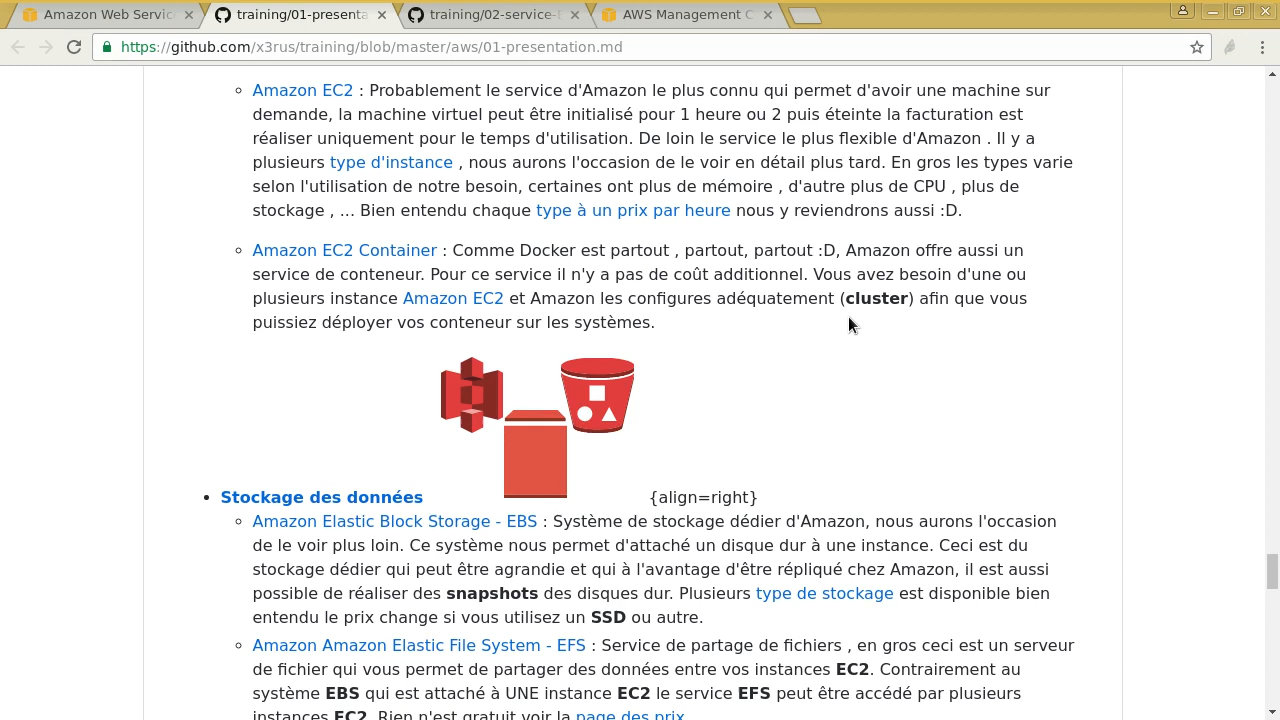 Amazon Web Servic
training/01-presenta
training/02-service-
AWS Management C
https://github.com/x3rus/training/blob/master/aws/01-presentation.md
Amazon EC2 : Probablement le service d'Amazon le plus connu qui permet d'avoir une machine sur
demande, la machine virtuel peut être initialisé pour 1 heure ou 2 puis éteinte la facturation est
réaliser uniquement pour le temps d'utilisation. De loin le service le plus flexible d'Amazon . Il y a
plusieurs type d'instance , nous aurons l'occasion de le voir en détail plus tard. En gros les types varie
selon l'utilisation de notre besoin, certaines ont plus de mémoire , d'autre plus de CPU , plus de
stockage , ... Bien entendu chaque type à un prix par heure nous y reviendrons aussi :D.
Amazon EC2 Container : Comme Docker est partout , partout, partout :D, Amazon offre aussi un
service de conteneur. Pour ce service il n'y a pas de coût additionnel. Vous avez besoin d'une ou
plusieurs instance Amazon EC2 et Amazon les configures adéquatement (cluster) afin que vous
puissiez déployer vos conteneur sur les systèmes.
Stockage des données {align=right}
Amazon Elastic Block Storage - EBS : Système de stockage dédier d'Amazon, nous aurons l'occasion
de le voir plus loin. Ce système nous permet d'attaché un disque dur à une instance. Ceci est du
stockage dédier qui peut être agrandie et qui à l'avantage d'être répliqué chez Amazon, il est aussi
possible de réaliser des snapshots des disques dur. Plusieurs type de stockage est disponible bien
entendu le prix change si vous utilisez un SSD ou autre.
Amazon Amazon Elastic File System - EFS : Service de partage de fichiers , en gros ceci est un serveur
de fichier qui vous permet de partager des données entre vos instances EC2. Contrairement au
système EBS qui est attaché à UNE instance EC2 le service EFS peut être accédé par plusieurs
instances EC2. Rien n'est gratuit voir la page des prix